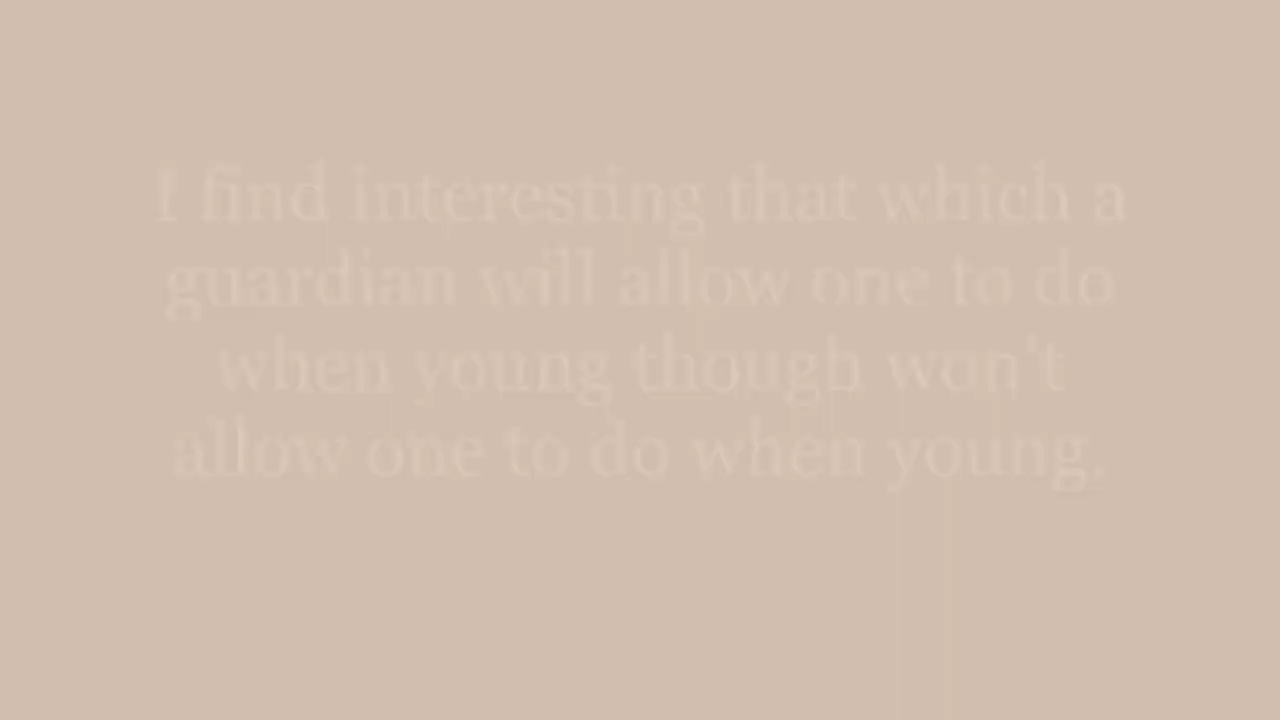 I find interesting that which a
guardian will allow one to do
when young though won't
allow one to do when young.